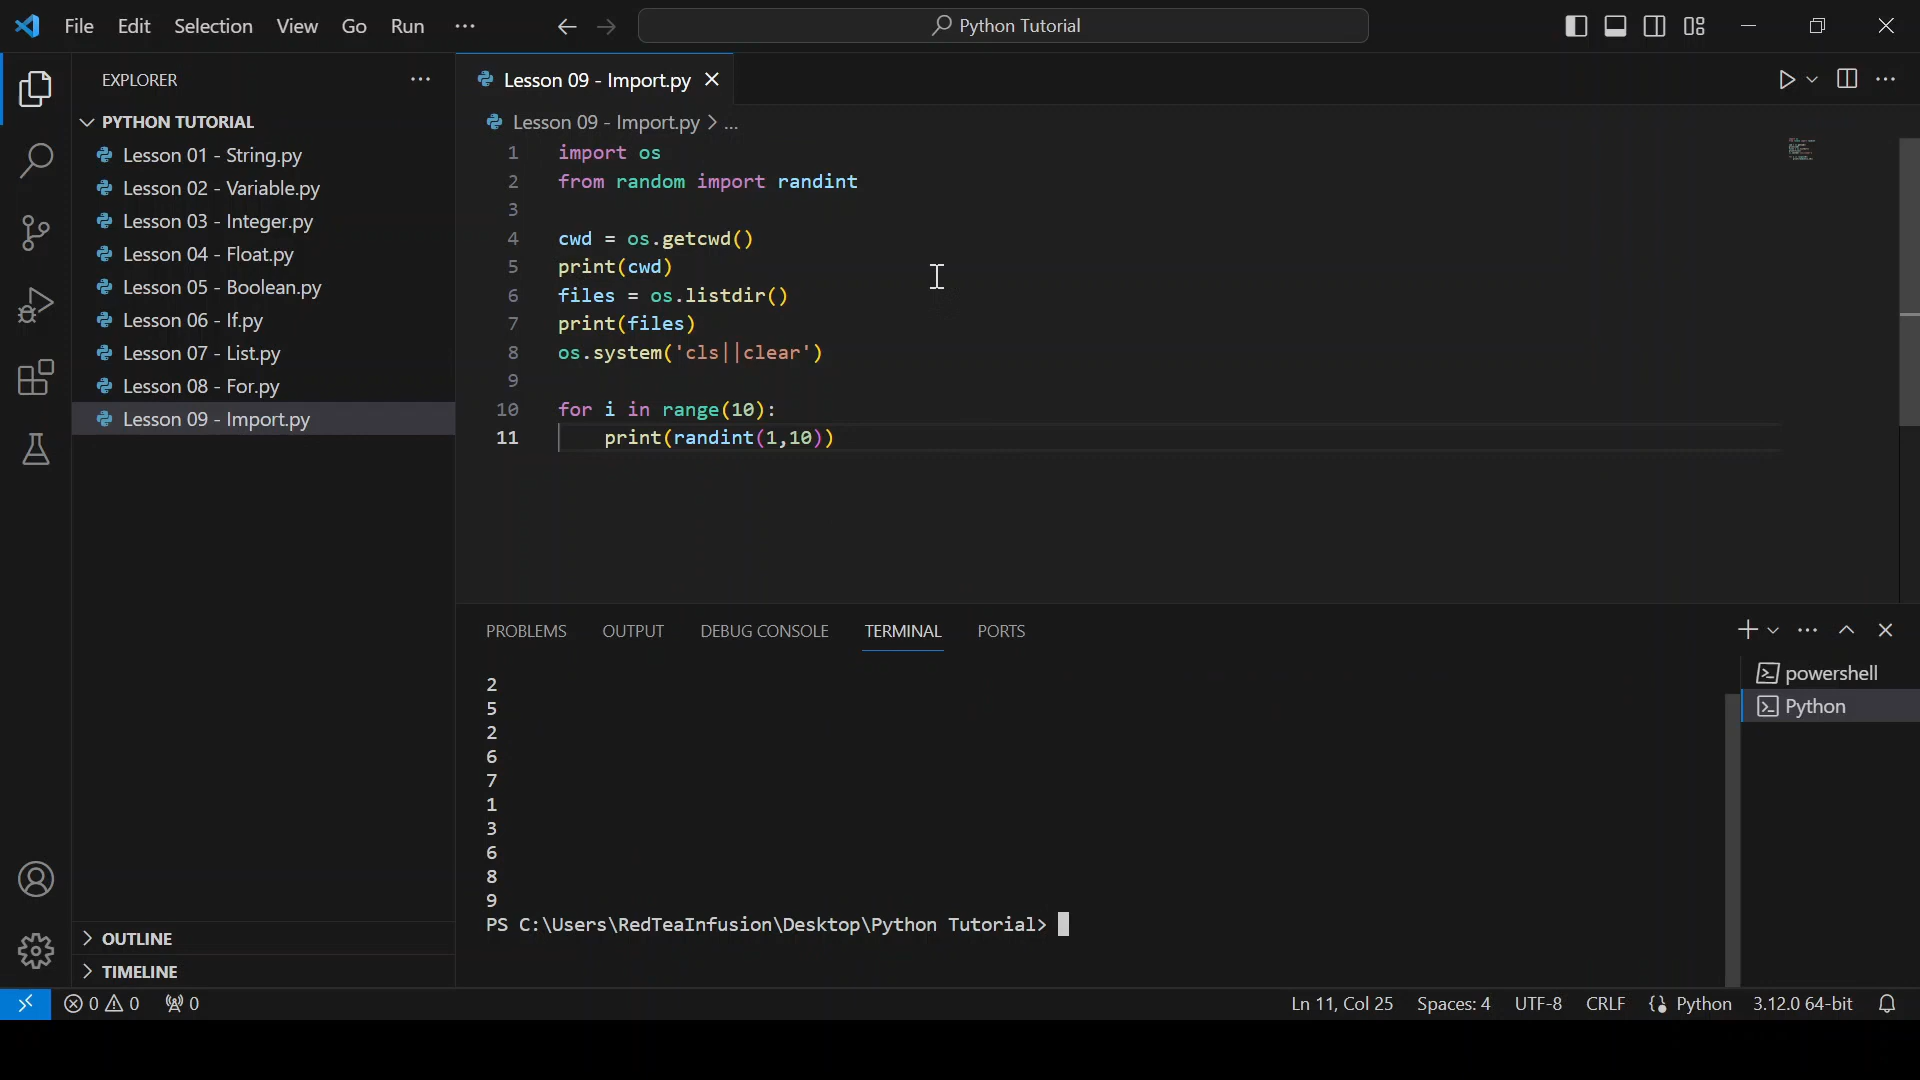 File Edit Selection View Go Run ··· Python Tutorial
EXPLORER ···
PYTHON TUTORIAL
Lesson 01 - String.py
Lesson 02 - Variable.py
Lesson 03 - Integer.py
Lesson 04 - Float.py
Lesson 05 - Boolean.py
Lesson 06 - If.py
Lesson 07 - List.py
Lesson 08 - For.py
Lesson 09 - Import.py
OUTLINE
TIMELINE
Lesson 09 - Import.py
Lesson 09 - Import.py > ...
1 import os
2 from random import randint
3
4 cwd = os.getcwd()
5 print(cwd)
6 files = os.listdir()
7 print(files)
8 os.system('cls||clear')
9
10 for i in range(10):
11 print(randint(1,10))
PROBLEMS OUTPUT DEBUG CONSOLE TERMINAL PORTS
2
5
2
6
7
1
3
6
8
9
PS C:\Users\RedTeaInfusion\Desktop\Python Tutorial>
powershell
Python
0 0 0 Ln 11, Col 25 Spaces: 4 UTF-8 CRLF Python 3.12.0 64-bit